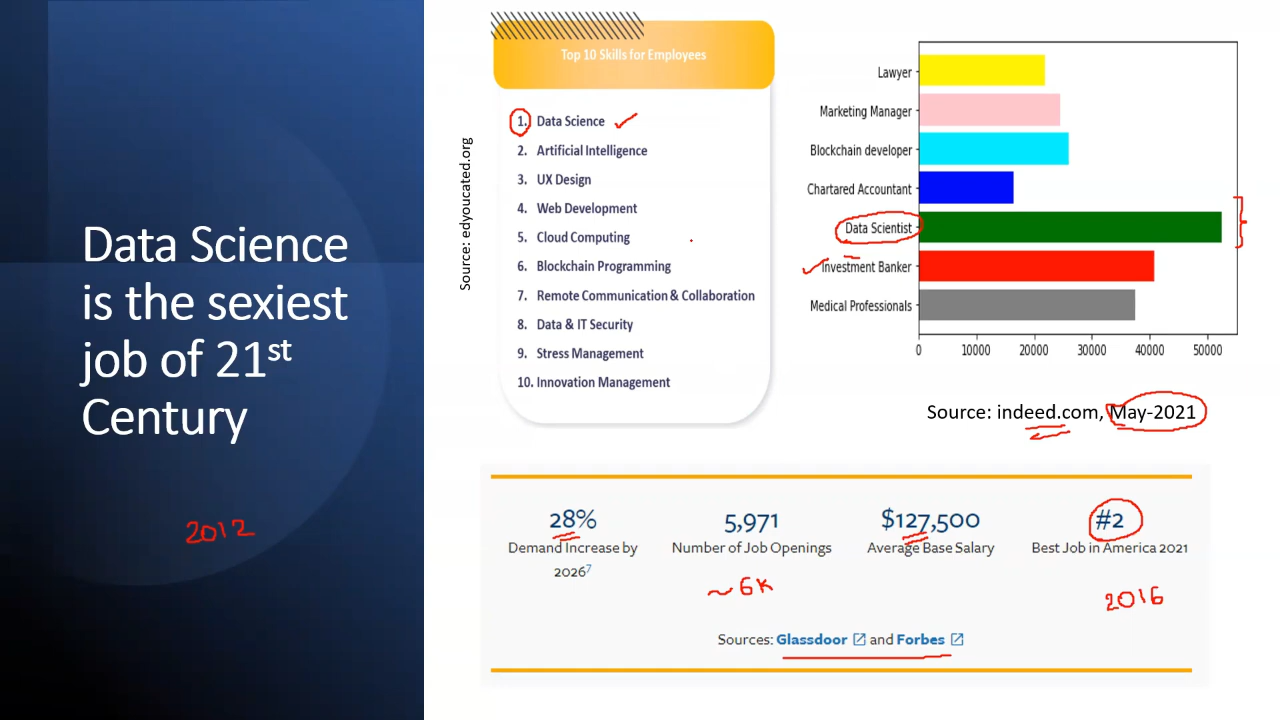 Data Science
is the sexiest
job of 21st
Century
2012
Source: edyoucated.org
Top 10 Skills for Employees
1. Data Science
2. Artificial Intelligence
3. UX Design
4. Web Development
5. Cloud Computing
6. Blockchain Programming
7. Remote Communication & Collaboration
8. Data & IT Security
9. Stress Management
10. Innovation Management
Lawyer
Marketing Manager
Blockchain developer
Chartared Accountant
Data Scientist
Investment Banker
Medical Professionals
0 10000 20000 30000 40000 50000
Source: indeed.com, May-2021
28% 5,971 $127,500 #2
Demand Increase by Number of Job Openings Average Base Salary Best Job in America 2021
20267
~ 6K 2016
Sources: Glassdoor and Forbes